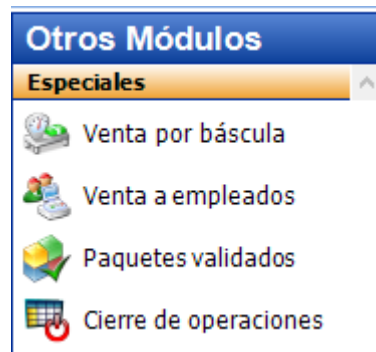 Otros Módulos
Especiales
Venta por báscula
Venta a empleados
Paquetes validados
Cierre de operaciones